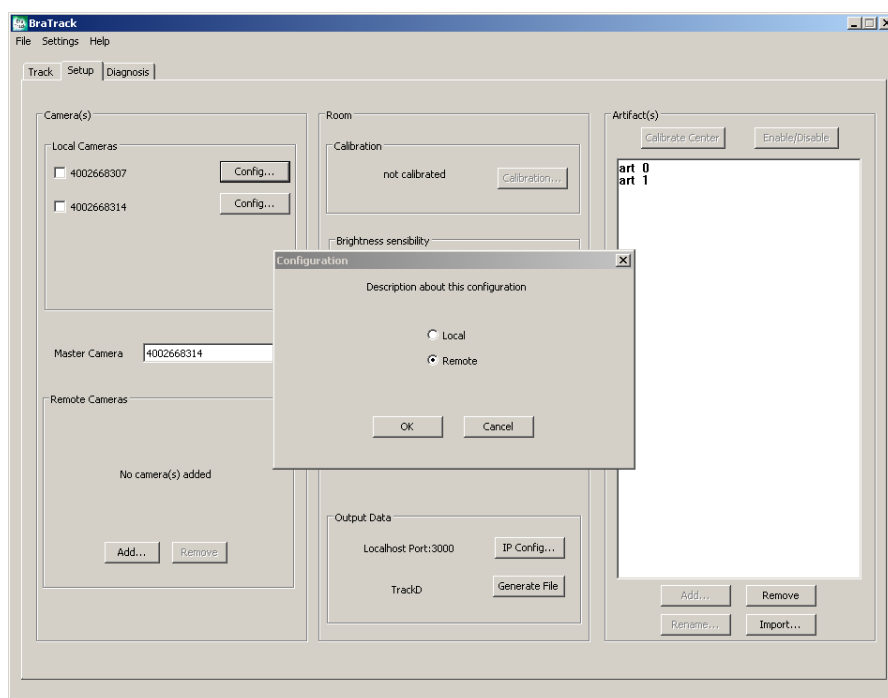 BraTrack
File Settings Help
Track Setup Diagnosis
Camera(s)
Local Cameras
4002668307 Config...
4002668314 Config...
Master Camera 4002668314
Remote Cameras
No camera(s) added
Add... Remove
Room
Calibration
not calibrated Calibration...
Brightness sensibility
Configuration
Description about this configuration
Local
Remote
OK Cancel
Output Data
Localhost Port:3000 IP Config...
TrackD Generate File
Artifact(s)
Calibrate Center Enable/Disable
art 0
art 1
Add... Remove
Rename... Import...